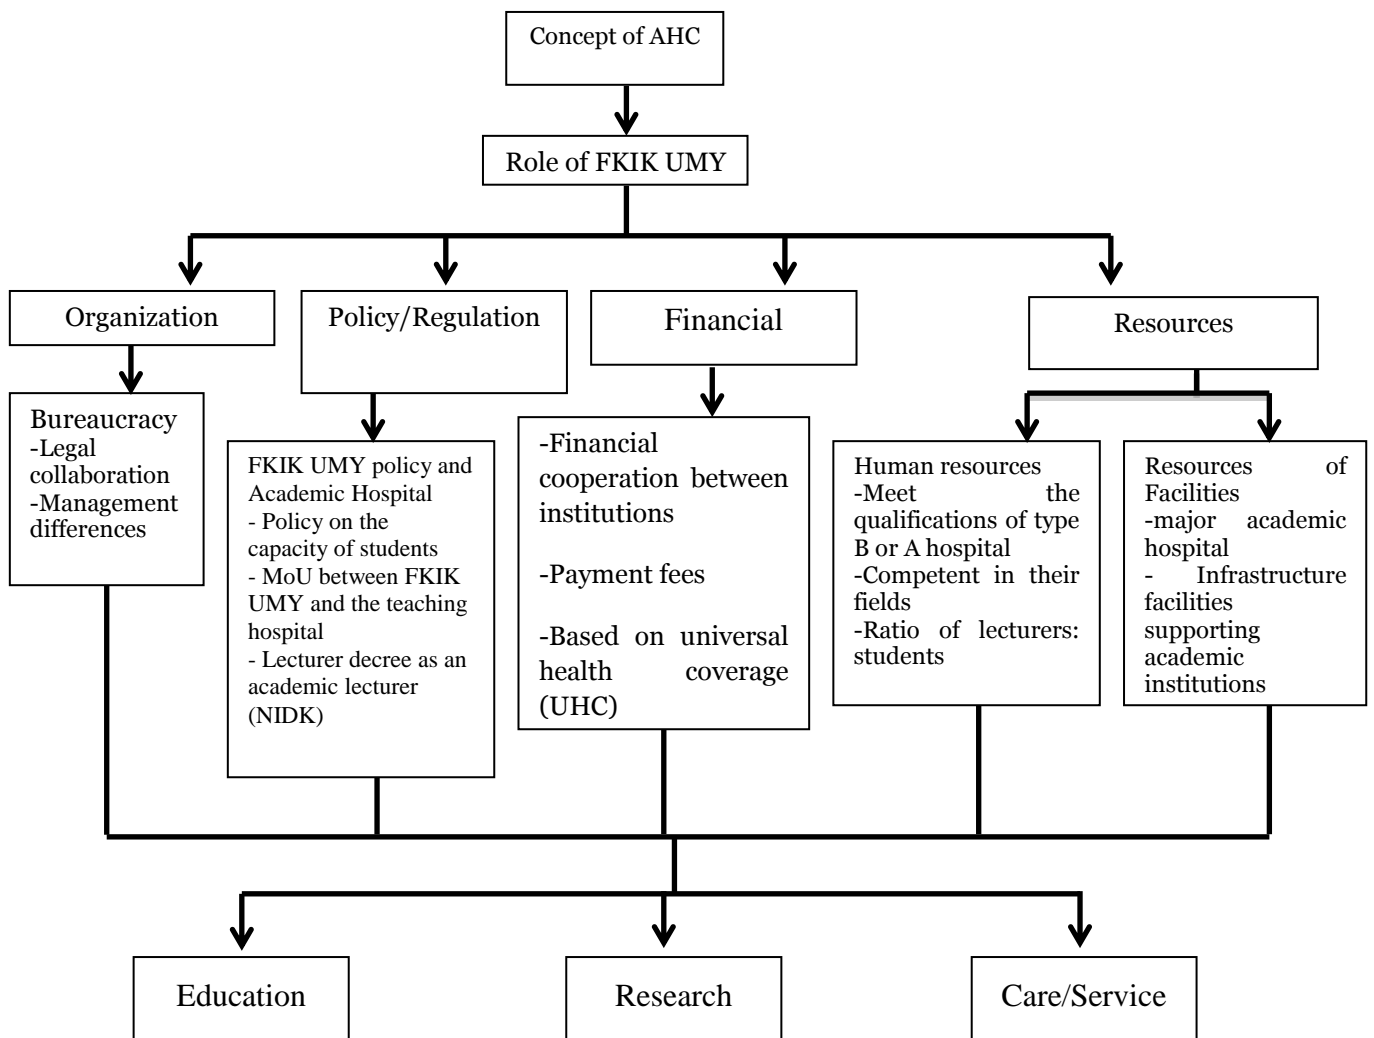 Concept of AHC
Role of FKIK UMY
Organization
Policy/Regulation
Financial
Resources
Bureaucracy
-Legal
collaboration
-Management
differences
FKIK UMY policy and
Academic Hospital
- Policy on the
capacity of students
- MoU between FKIK
UMY and the teaching
hospital
- Lecturer decree as an
academic lecturer
(NIDK)
-Financial
cooperation between
institutions
-Payment fees
-Based on universal
health coverage
(UHC)
Human resources
-Meet the
qualifications of type
B or A hospital
-Competent in their
fields
-Ratio of lecturers:
students
Resources of
Facilities
-major academic
hospital
- Infrastructure
facilities
supporting
academic
institutions
Education
Research
Care/Service